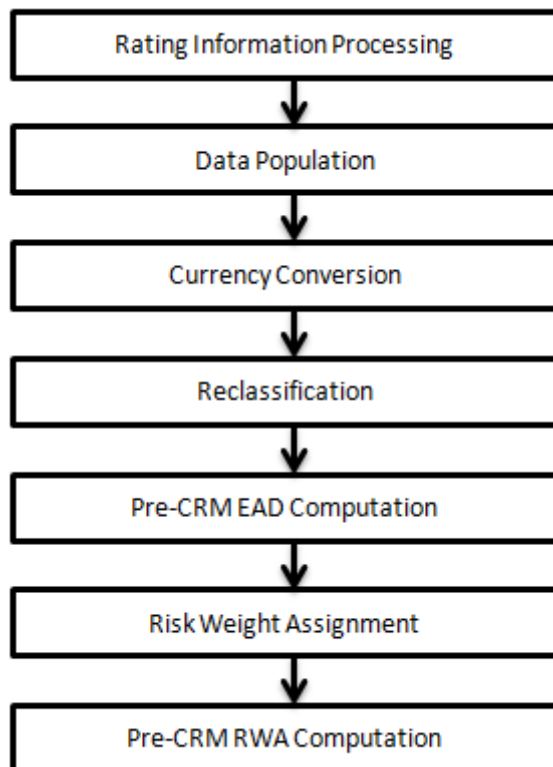 Rating Information Processing
Data Population
Currency Conversion
Reclassification
Pre-CRM EAD Computation
Risk Weight Assignment
Pre-CRM RWA Computation